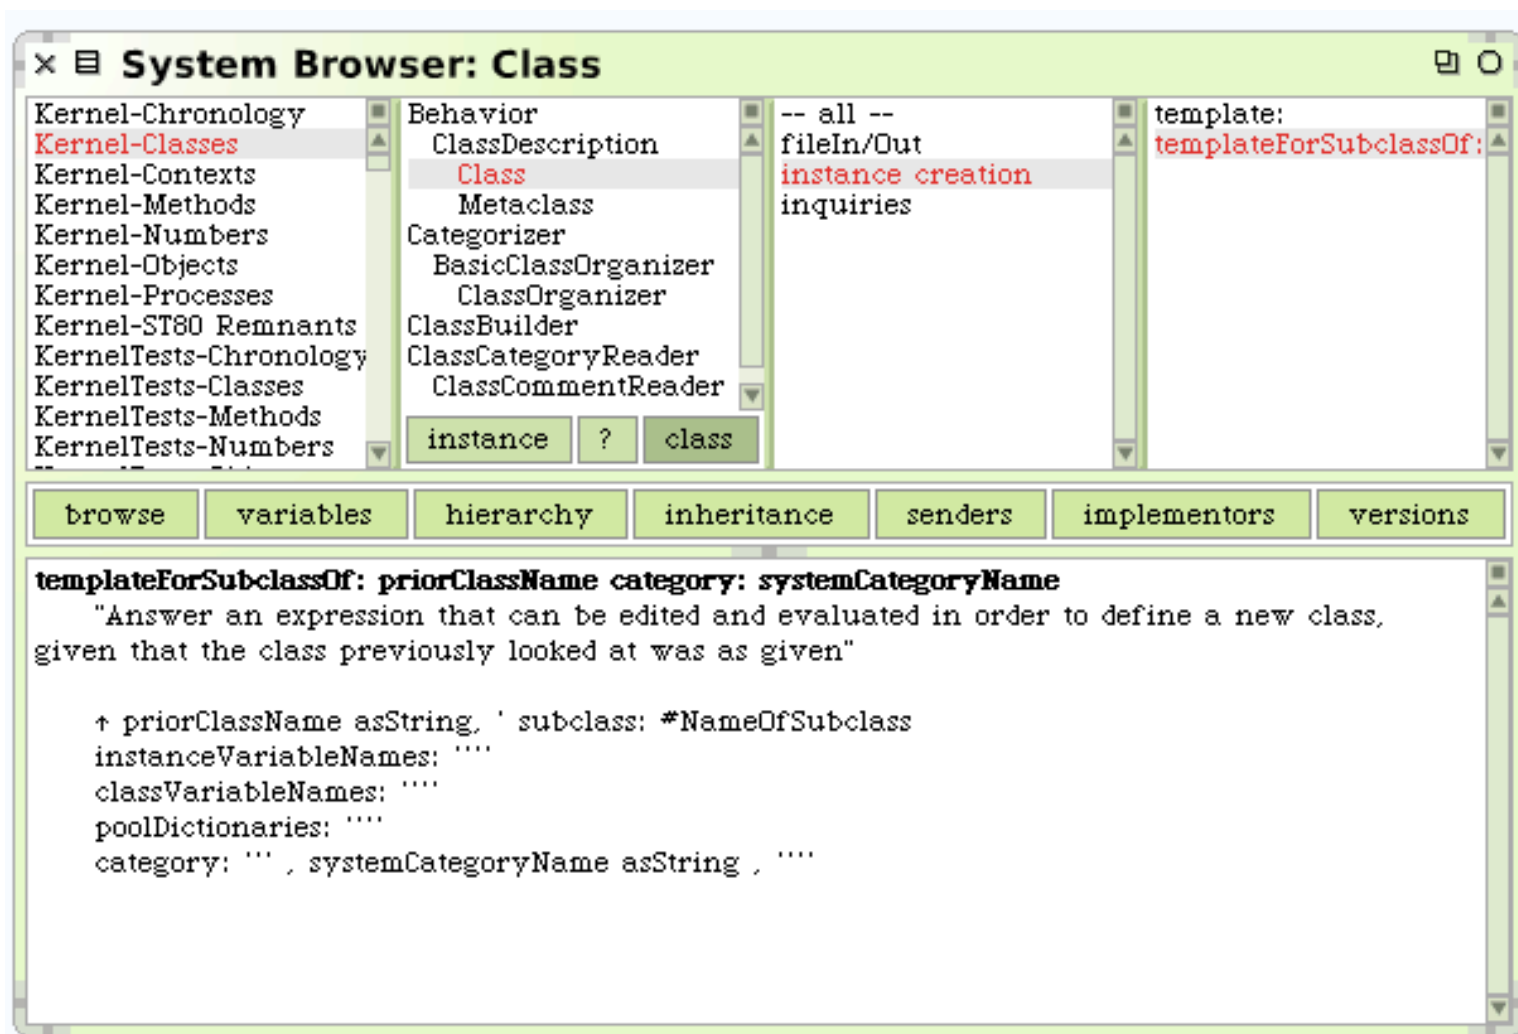 System Browser: Class
Kernel-Chronology
Kernel-Classes
Kernel-Contexts
Kernel-Methods
Kernel-Numbers
Kernel-Objects
Kernel-Processes
Kernel-ST80 Remnants
KernelTests-Chronology
KernelTests-Classes
KernelTests-Methods
KernelTests-Numbers
Behavior
ClassDescription
Class
Metaclass
Categorizer
BasicClassOrganizer
ClassOrganizer
ClassBuilder
ClassCategoryReader
ClassCommentReader
instance ? class
-- all --
fileIn/Out
instance creation
inquiries
template:
templateForSubclassOf:
browse variables hierarchy inheritance senders implementors versions
templateForSubclassOf: priorClassName category: systemCategoryName
"Answer an expression that can be edited and evaluated in order to define a new class,
given that the class previously looked at was as given"
↑ priorClassName asString, ' subclass: #NameOfSubclass
instanceVariableNames: ''''
classVariableNames: ''''
poolDictionaries: ''''
category: ''' , systemCategoryName asString , ''''